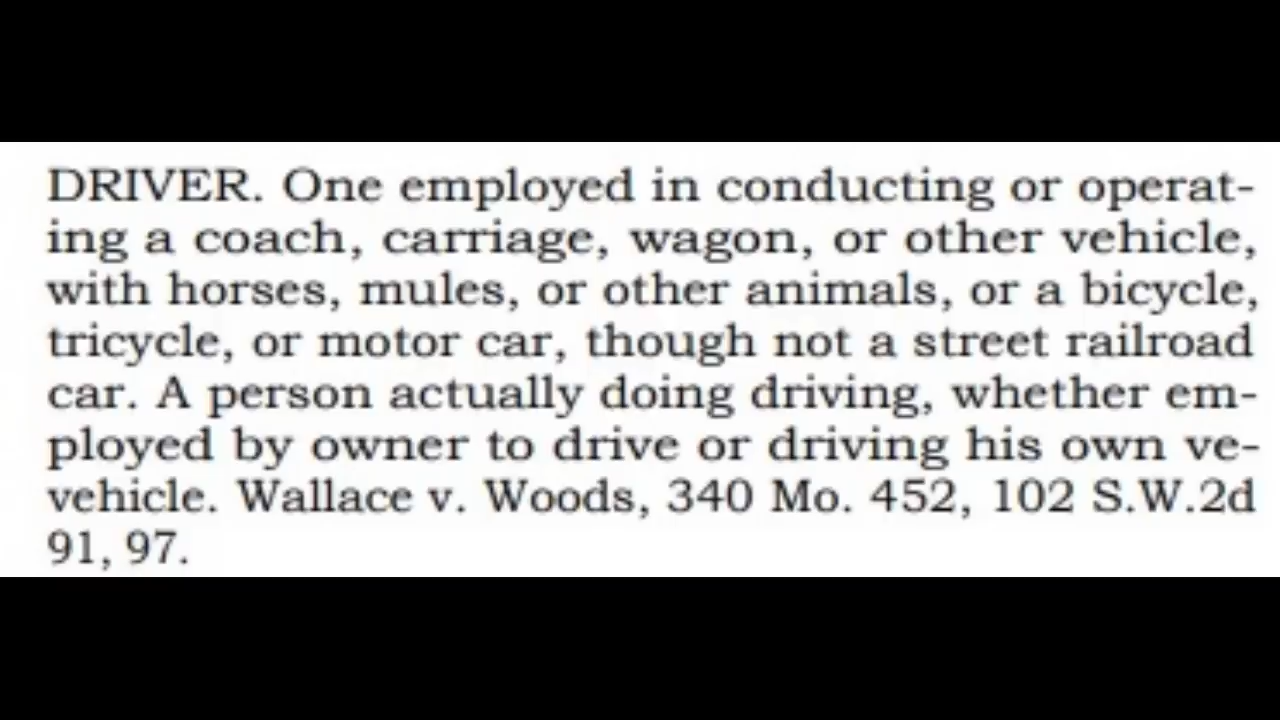 DRIVER. One employed in conducting or operat-
ing a coach, carriage, wagon, or other vehicle,
with horses, mules, or other animals, or a bicycle,
tricycle, or motor car, though not a street railroad
car. A person actually doing driving, whether em-
ployed by owner to drive or driving his own ve-
vehicle. Wallace v. Woods, 340 Mo. 452, 102 S.W.2d
91, 97.